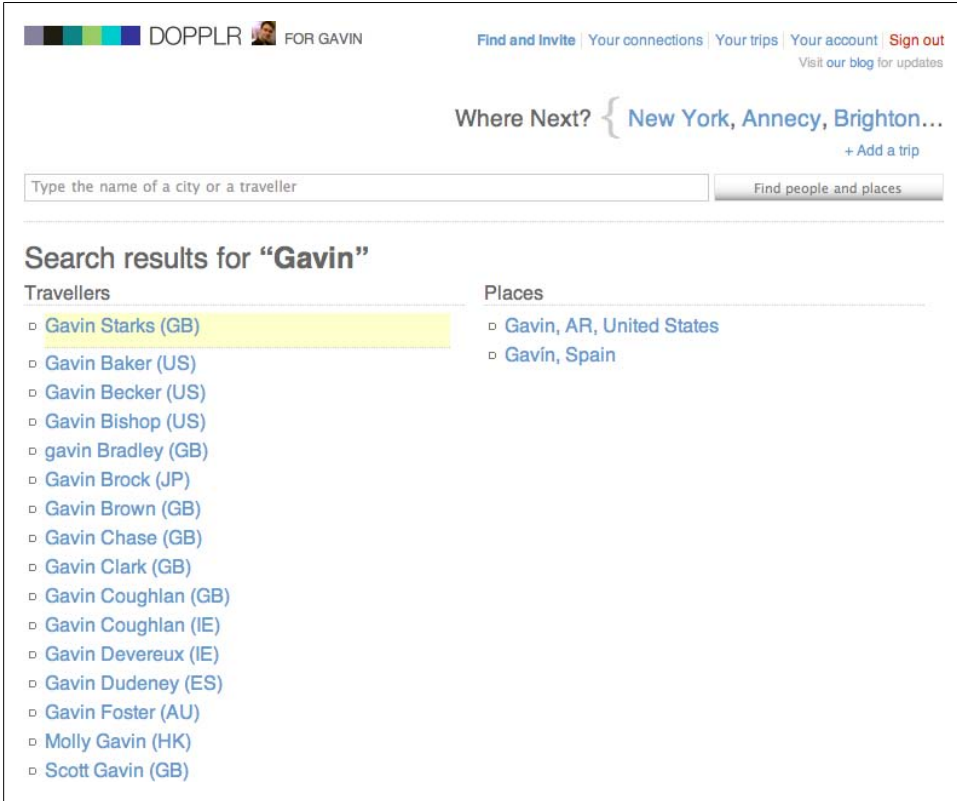 DOPPLR FOR GAVIN
Find and Invite Your connections Your trips Your account Sign out
Visit our blog for updates
Where Next? { New York, Annecy, Brighton...
+ Add a trip
Type the name of a city or a traveller
Find people and places
Search results for “Gavin”
Travellers
Gavin Starks (GB)
Gavin Baker (US)
Gavin Becker (US)
Gavin Bishop (US)
gavin Bradley (GB)
Gavin Brock (JP)
Gavin Brown (GB)
Gavin Chase (GB)
Gavin Clark (GB)
Gavin Coughlan (GB)
Gavin Coughlan (IE)
Gavin Devereux (IE)
Gavin Dudeney (ES)
Gavin Foster (AU)
Molly Gavin (HK)
Scott Gavin (GB)
Places
Gavin, AR, United States
Gavín, Spain